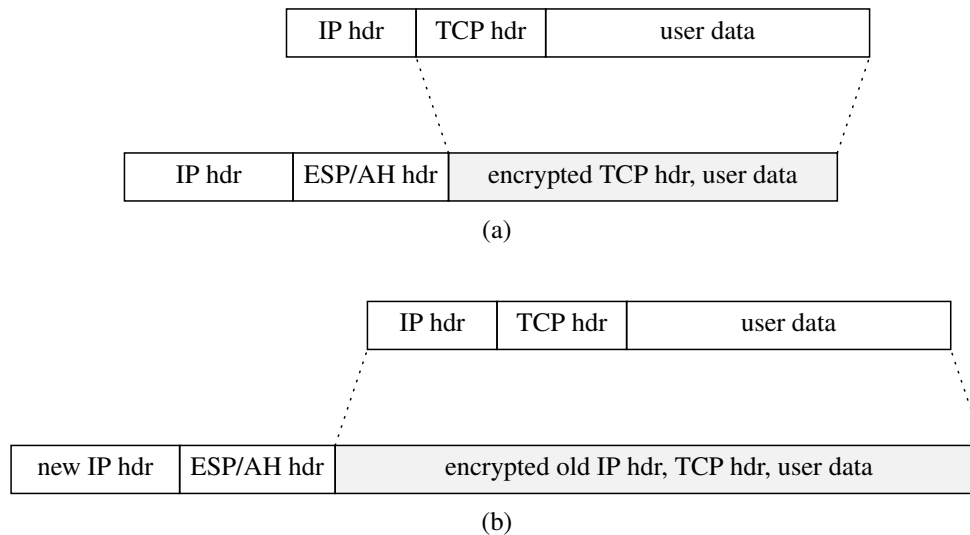 IP hdr TCP hdr user data
IP hdr ESP/AH hdr encrypted TCP hdr, user data
(a)
IP hdr TCP hdr user data
new IP hdr ESP/AH hdr encrypted old IP hdr, TCP hdr, user data
(b)